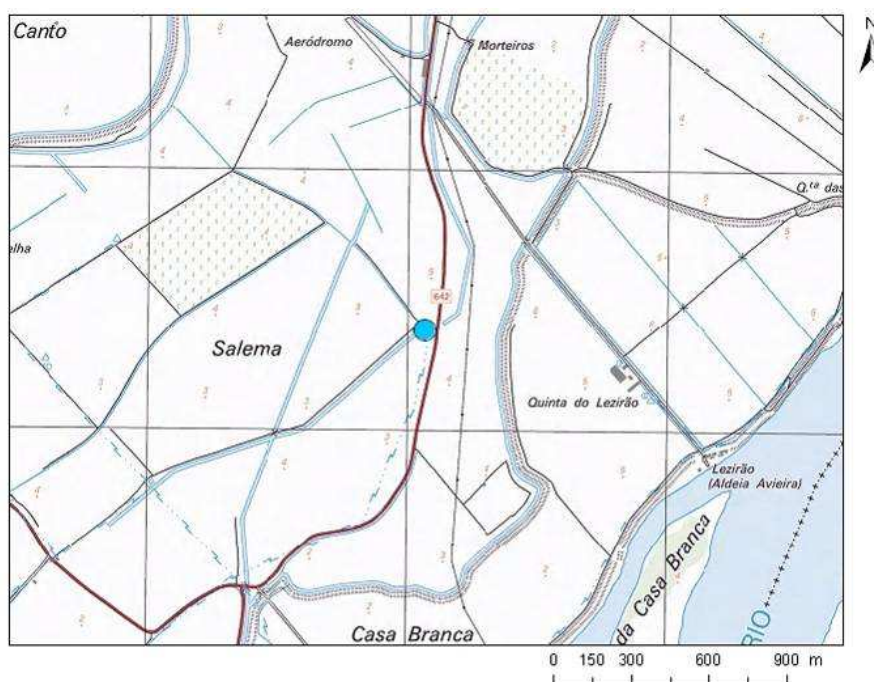 Canto
Aeródromo
Morteiros
N
Q.ta das
elha
642
Salema
Quinta do Lezirão
Lezirão
(Aldeia Avieira)
da Casa Branca
RIO
Casa Branca
0 150 300 600 900 m